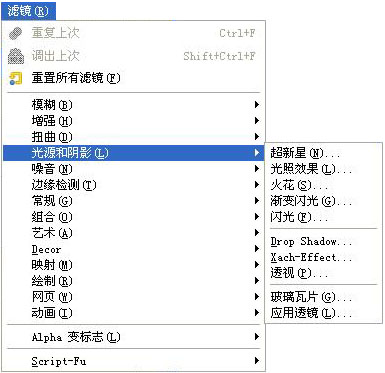 滤镜(R)
重复上次 Ctrl+F
调出上次 Shift+Ctrl+F
重置所有滤镜(F)
模糊(B)
增强(H)
扭曲(D)
光源和阴影(L)
噪音(N)
边缘检测(T)
常规(G)
组合(O)
艺术(A)
Decor
映射(M)
绘制(R)
网页(W)
动画(I)
Alpha 变标志(L)
Script-Fu
超新星(N)...
光照效果(L)...
火花(S)...
渐变闪光(G)...
闪光(F)...
Drop Shadow...
Xach-Effect...
透视(P)...
玻璃瓦片(G)...
应用透镜(L)...